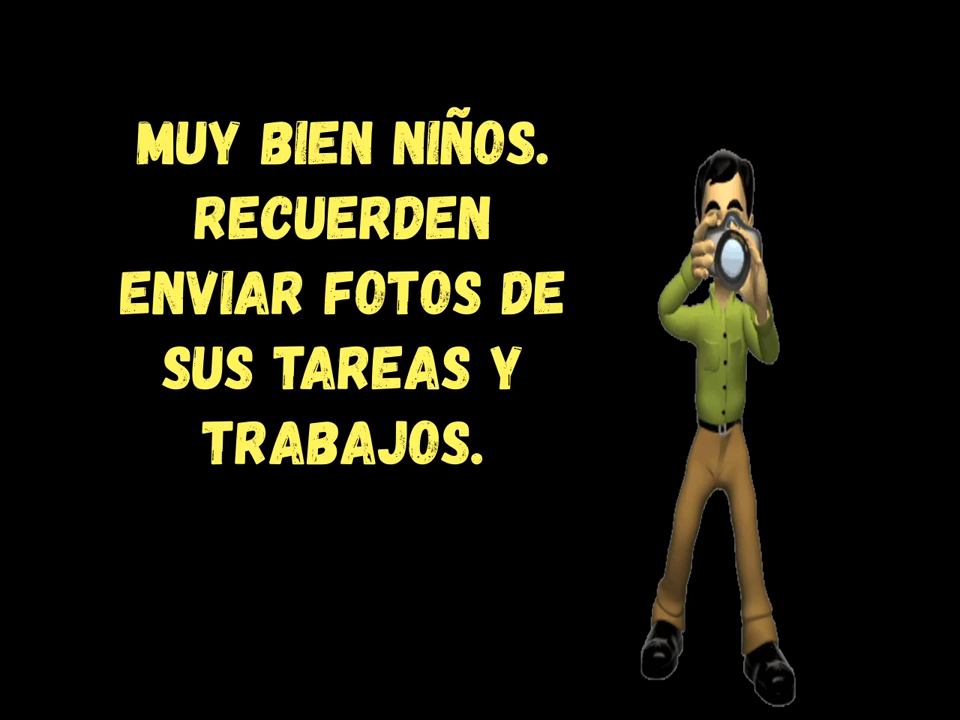 MUY BIEN NIÑOS.
RECUERDEN
ENVIAR FOTOS DE
SUS TAREAS Y
TRABAJOS.